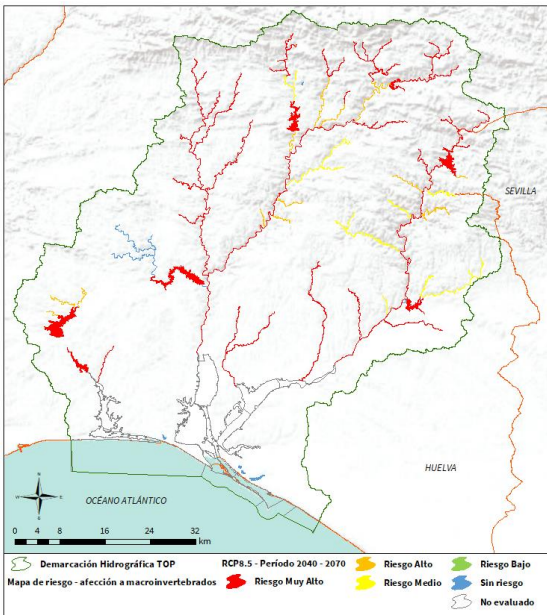 SEVILLA
HUELVA
OCÉANO ATLÁNTICO
N
W E
S
0 4 8 16 24 32
km
Demarcación Hidrográfica TOP RCP8.5 - Período 2040 - 2070 Riesgo Alto Riesgo Bajo
Mapa de riesgo - afección a macroinvertebrados Riesgo Muy Alto Riesgo Medio Sin riesgo
No evaluado